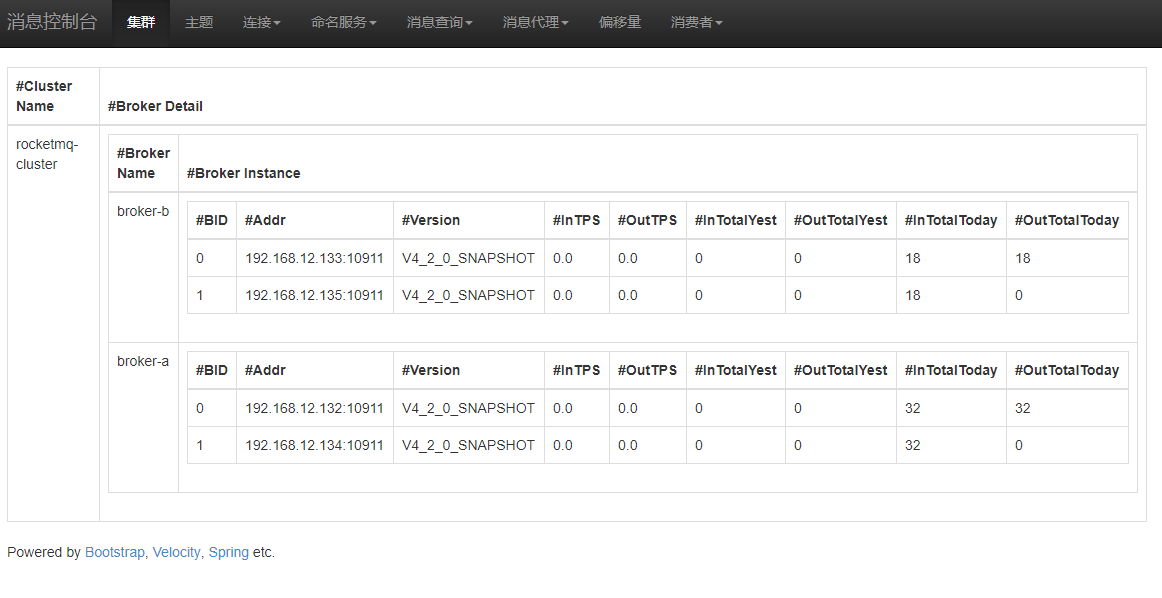 消息控制台 集群 主题 连接 命名服务 消息查询 消息代理 偏移量 消费者
#Cluster
Name
#Broker Detail
rocketmq-
cluster
#Broker
Name
#Broker Instance
broker-b
#BID #Addr #Version #InTPS #OutTPS #InTotalYest #OutTotalYest #InTotalToday #OutTotalToday
0 192.168.12.133:10911 V4_2_0_SNAPSHOT 0.0 0.0 0 0 18 18
1 192.168.12.135:10911 V4_2_0_SNAPSHOT 0.0 0.0 0 0 18 0
broker-a
#BID #Addr #Version #InTPS #OutTPS #InTotalYest #OutTotalYest #InTotalToday #OutTotalToday
0 192.168.12.132:10911 V4_2_0_SNAPSHOT 0.0 0.0 0 0 32 32
1 192.168.12.134:10911 V4_2_0_SNAPSHOT 0.0 0.0 0 0 32 0
Powered by Bootstrap, Velocity, Spring etc.